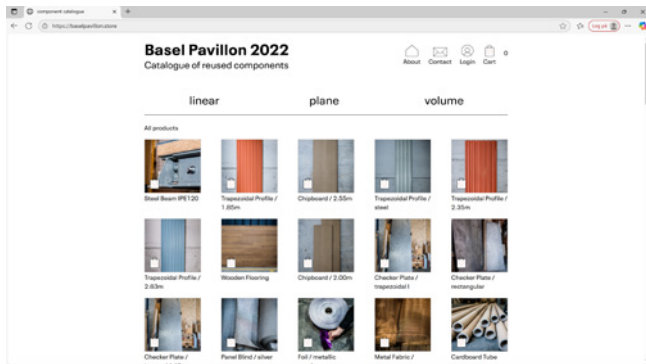 component catalogue
https://baselpavillon.store
Basel Pavillon 2022
Catalogue of reused components
About Contact Login Cart 0
linear plane volume
All products
Steel Beam IPE120
Trapezoidal Profile / 1.85m
Chipboard / 2.55m
Trapezoidal Profile / steel
Trapezoidal Profile / 2.35m
Trapezoidal Profile / 2.63m
Wooden Flooring
Chipboard / 2.00m
Checker Plate / trapezoidal I
Checker Plate / rectangular
Checker Plate /
Panel Blind / silver
Foil / metallic
Metal Fabric /
Cardboard Tube